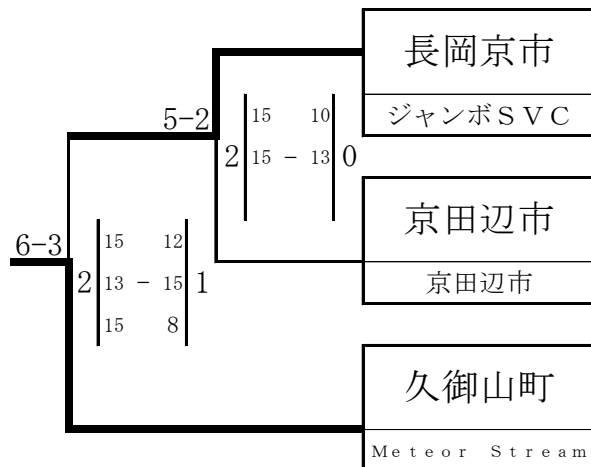 長岡京市
ジャンボＳＶＣ
5-2
15 10
2 15 - 13 0
京田辺市
京田辺市
6-3
15 12
2 13 - 15 1
15 8
久御山町
Ｍｅｔｅｏｒ　Ｓｔｒｅａｍ